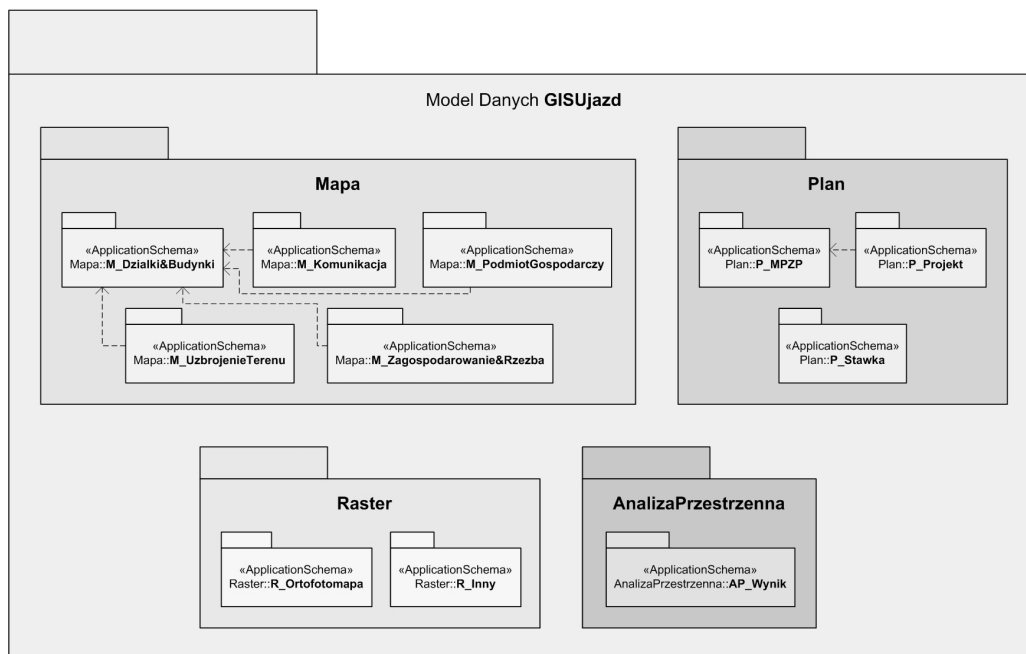 Model Danych GISUjazd
Mapa
«ApplicationSchema»
Mapa::M_Dzialki&Budynki
«ApplicationSchema»
Mapa::M_Komunikacja
«ApplicationSchema»
Mapa::M_PodmiotGospodarczy
«ApplicationSchema»
Mapa::M_UzbrojenieTerenu
«ApplicationSchema»
Mapa::M_Zagospodarowanie&Rzezba
Plan
«ApplicationSchema»
Plan::P_MPZP
«ApplicationSchema»
Plan::P_Projekt
«ApplicationSchema»
Plan::P_Stawka
Raster
«ApplicationSchema»
Raster::R_Ortofotomapa
«ApplicationSchema»
Raster::R_Inny
AnalizaPrzestrzenna
«ApplicationSchema»
AnalizaPrzestrzenna::AP_Wynik